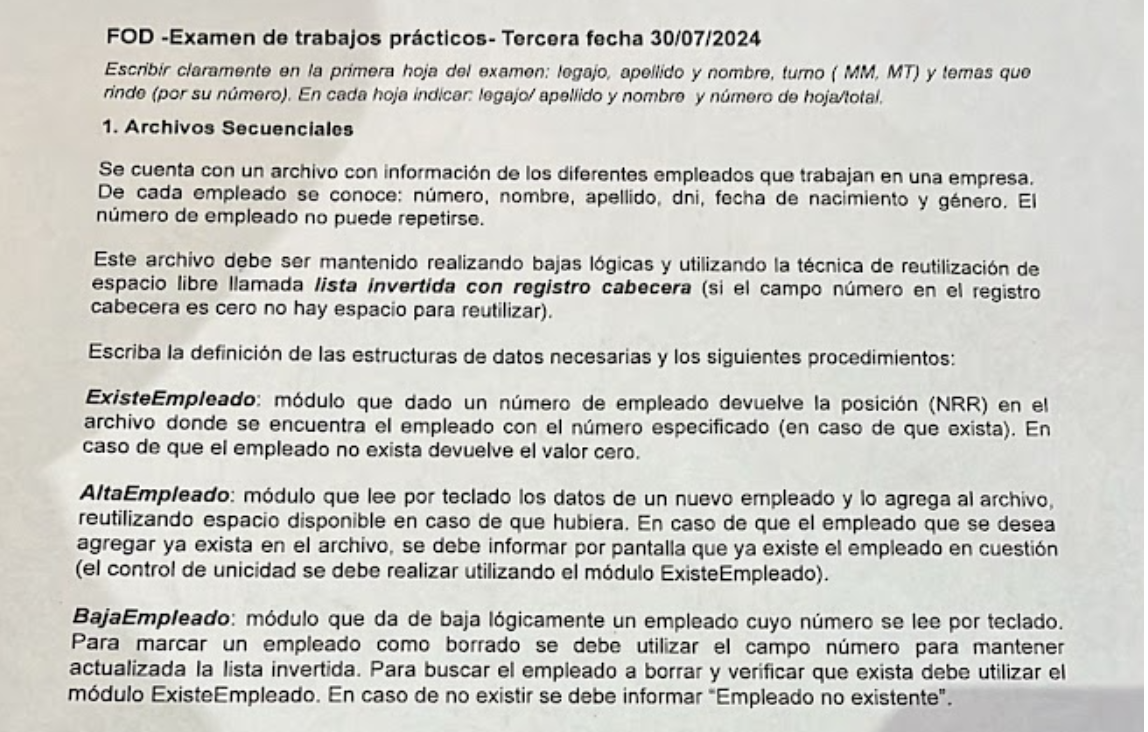 FOD -Examen de trabajos prácticos- Tercera fecha 30/07/2024
Escribir claramente en la primera hoja del examen: legajo, apellido y nombre, turno ( MM, MT) y temas que
rinde (por su número). En cada hoja indicar: legajo/ apellido y nombre y número de hoja/total.
1. Archivos Secuenciales
Se cuenta con un archivo con información de los diferentes empleados que trabajan en una empresa.
De cada empleado se conoce: número, nombre, apellido, dni, fecha de nacimiento y género. El
número de empleado no puede repetirse.
Este archivo debe ser mantenido realizando bajas lógicas y utilizando la técnica de reutilización de
espacio libre llamada lista invertida con registro cabecera (si el campo número en el registro
cabecera es cero no hay espacio para reutilizar).
Escriba la definición de las estructuras de datos necesarias y los siguientes procedimientos:
ExisteEmpleado: módulo que dado un número de empleado devuelve la posición (NRR) en el
archivo donde se encuentra el empleado con el número especificado (en caso de que exista). En
caso de que el empleado no exista devuelve el valor cero.
AltaEmpleado: módulo que lee por teclado los datos de un nuevo empleado y lo agrega al archivo,
reutilizando espacio disponible en caso de que hubiera. En caso de que el empleado que se desea
agregar ya exista en el archivo, se debe informar por pantalla que ya existe el empleado en cuestión
(el control de unicidad se debe realizar utilizando el módulo ExisteEmpleado).
BajaEmpleado: módulo que da de baja lógicamente un empleado cuyo número se lee por teclado.
Para marcar un empleado como borrado se debe utilizar el campo número para mantener
actualizada la lista invertida. Para buscar el empleado a borrar y verificar que exista debe utilizar el
módulo ExisteEmpleado. En caso de no existir se debe informar "Empleado no existente".